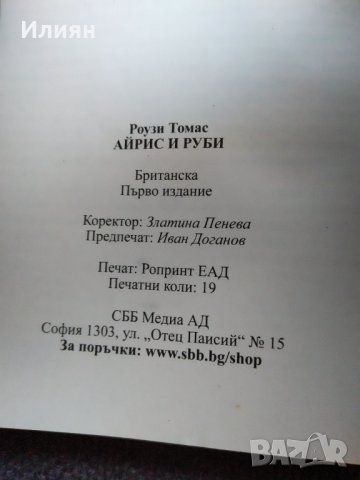 Илиян
Роузи Томас
АЙРИС И РУБИ
Британска
Първо издание
Коректор: Златина Пенева
Предпечат: Иван Доганов
Печат: Ропринт ЕАД
Печатни коли: 19
СББ Медиа АД
София 1303, ул. „Отец Паисий“ № 15
За поръчки: www.sbb.bg/shop
BAZAR